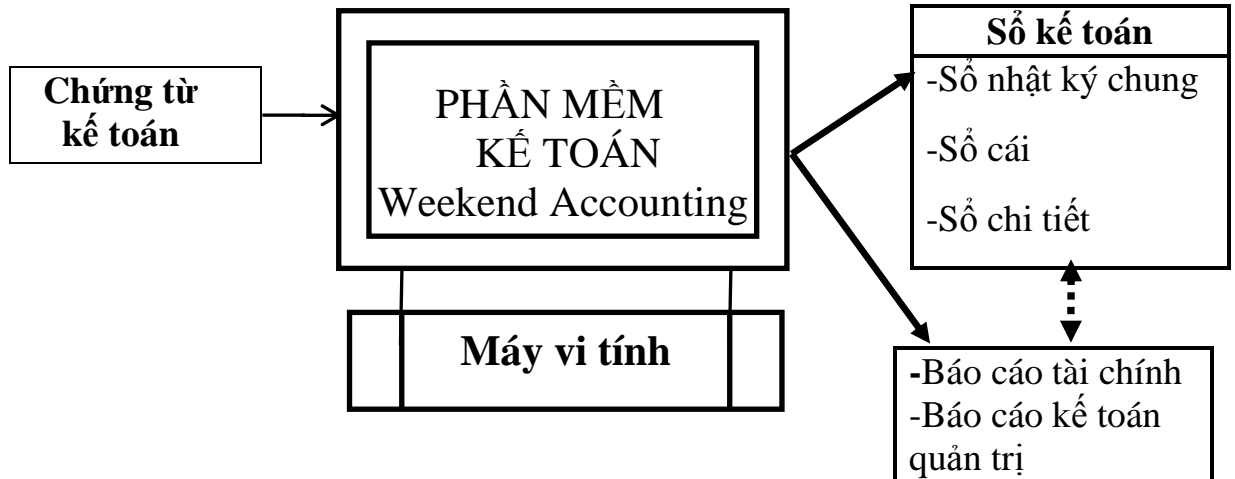 Chứng từ
kế toán
PHẦN MỀM
KẾ TOÁN
Weekend Accounting
Máy vi tính
Sổ kế toán
-Sổ nhật ký chung
-Sổ cái
-Sổ chi tiết
-Báo cáo tài chính
-Báo cáo kế toán
quản trị